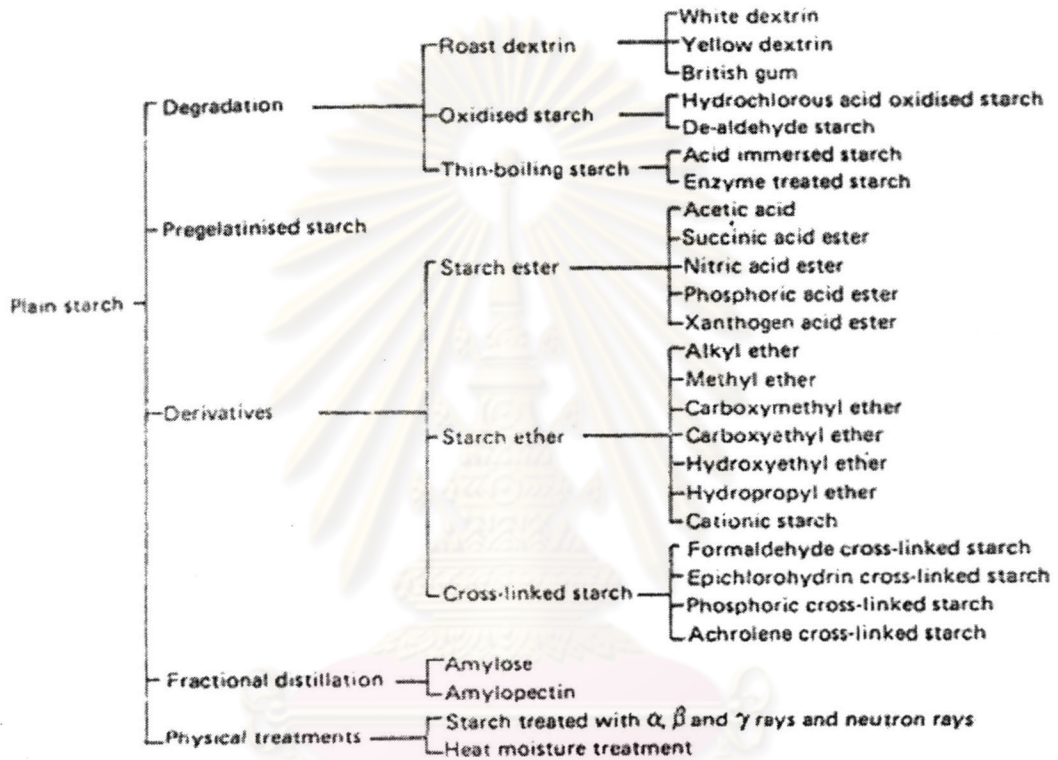 White dextrin
Roast dextrin
Yellow dextrin
British gum
Degradation
Hydrochlorous acid oxidised starch
Oxidised starch
De-aldehyde starch
Acid immersed starch
Thin-boiling starch
Enzyme treated starch
Acetic acid
Pregelatinised starch
Succinic acid ester
Starch ester
Nitric acid ester
Phosphoric acid ester
Plain starch
Xanthogen acid ester
Alkyl ether
Methyl ether
Derivatives
Carboxymethyl ether
Starch ether
Carboxyethyl ether
Hydroxyethyl ether
Hydropropyl ether
Cationic starch
Formaldehyde cross-linked starch
Epichlorohydrin cross-linked starch
Cross-linked starch
Phosphoric cross-linked starch
Achrolene cross-linked starch
Amylose
Fractional distillation
Amylopectin
Starch treated with α, β and γ rays and neutron rays
Physical treatments
Heat moisture treatment